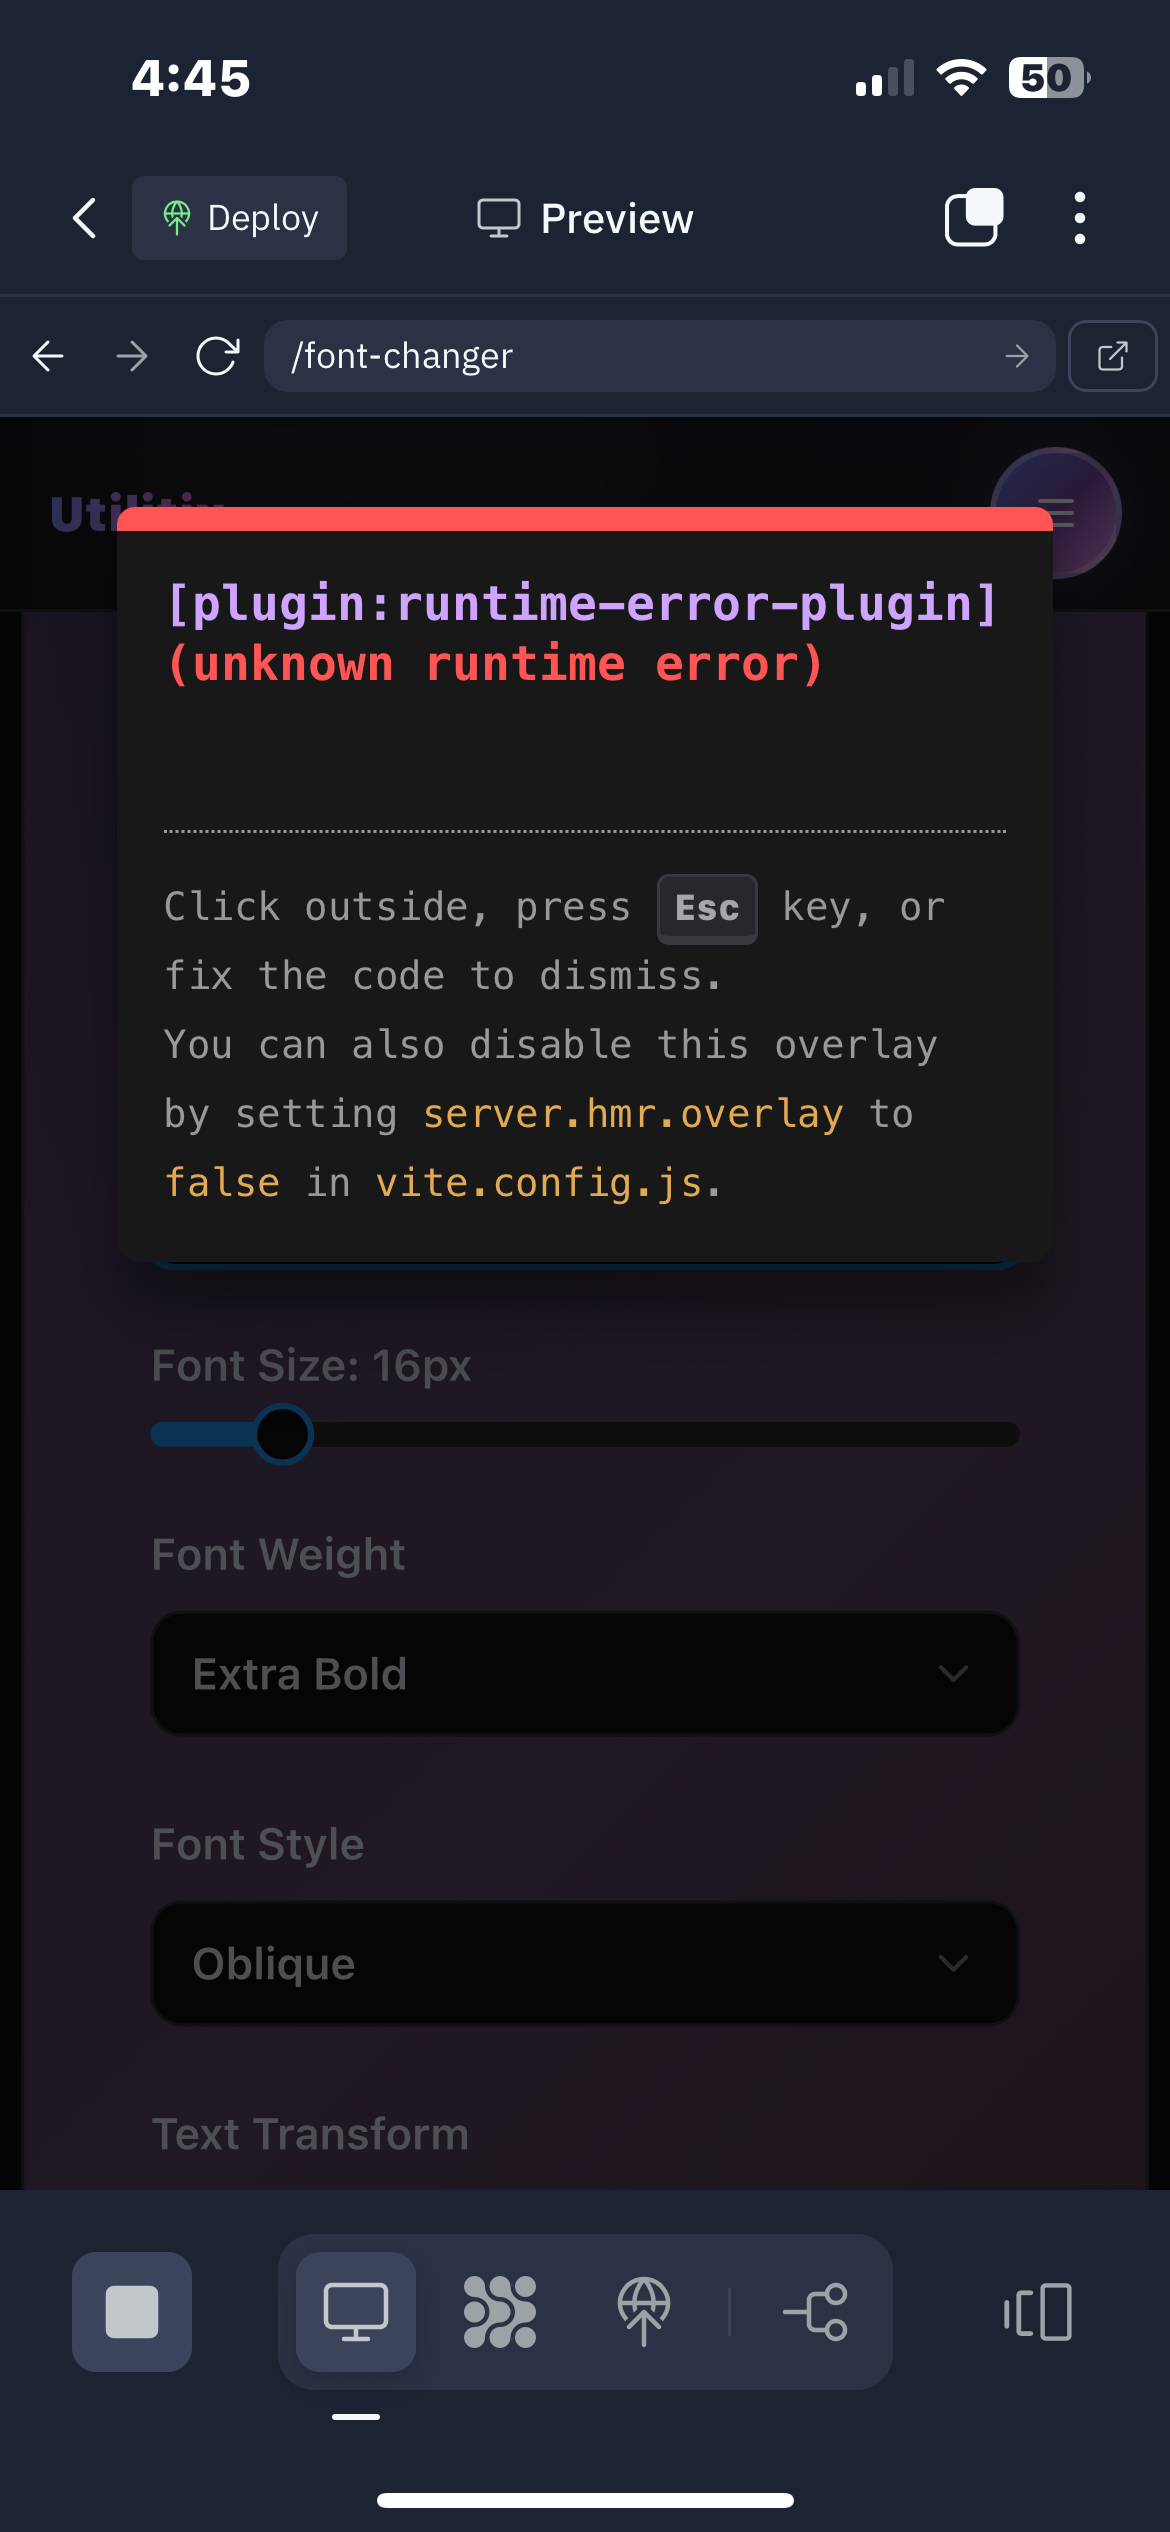 4:45
50
Deploy
Preview
/font-changer
[plugin:runtime-error-plugin]
(unknown runtime error)
Click outside, press Esc key, or
fix the code to dismiss.
You can also disable this overlay
by setting server.hmr.overlay to
false in vite.config.js.
Font Size: 16px
Font Weight
Extra Bold
Font Style
Oblique
Text Transform